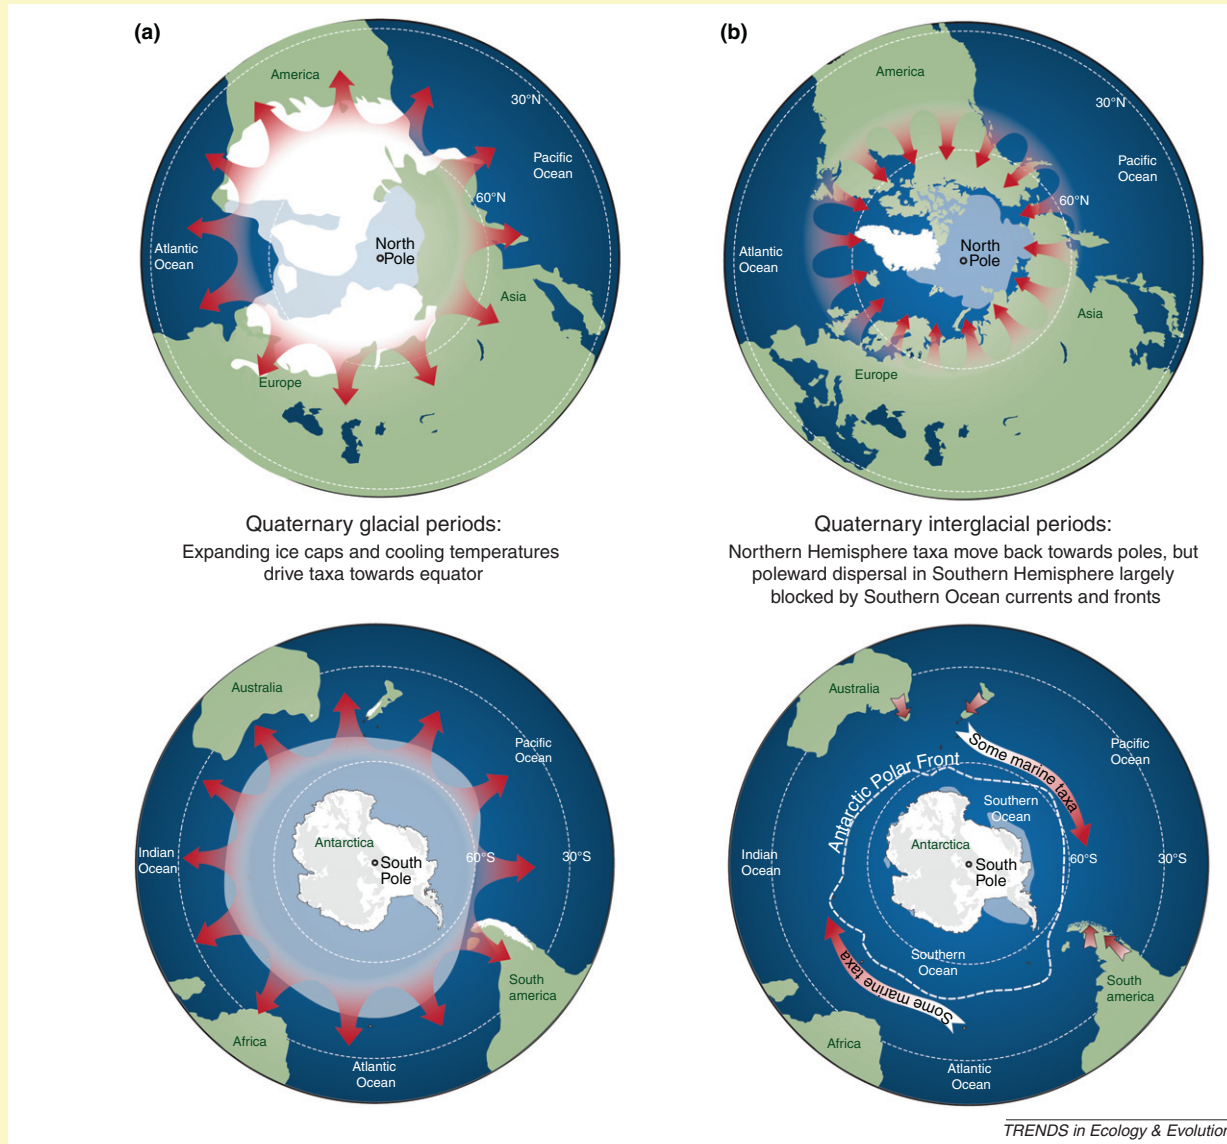 (a)
America
30°N
Pacific
Ocean
60°N
Atlantic
Ocean
North
Pole
Asia
Europe
(b)
America
30°N
Pacific
Ocean
60°N
Atlantic
Ocean
North
Pole
Asia
Europe
Quaternary glacial periods:
Expanding ice caps and cooling temperatures
drive taxa towards equator
Quaternary interglacial periods:
Northern Hemisphere taxa move back towards poles, but
poleward dispersal in Southern Hemisphere largely
blocked by Southern Ocean currents and fronts
Australia
Pacific
Ocean
Antarctica
Indian
Ocean
60°S
30°S
South
Pole
South
america
Africa
Atlantic
Ocean
Australia
Some marine taxa
Pacific
Ocean
Antarctic Polar Front
Southern
Ocean
Antarctica
Indian
Ocean
60°S
30°S
South
Pole
Southern
Ocean
Some marine taxa
South
america
Africa
Atlantic
Ocean
TRENDS in Ecology & Evolution